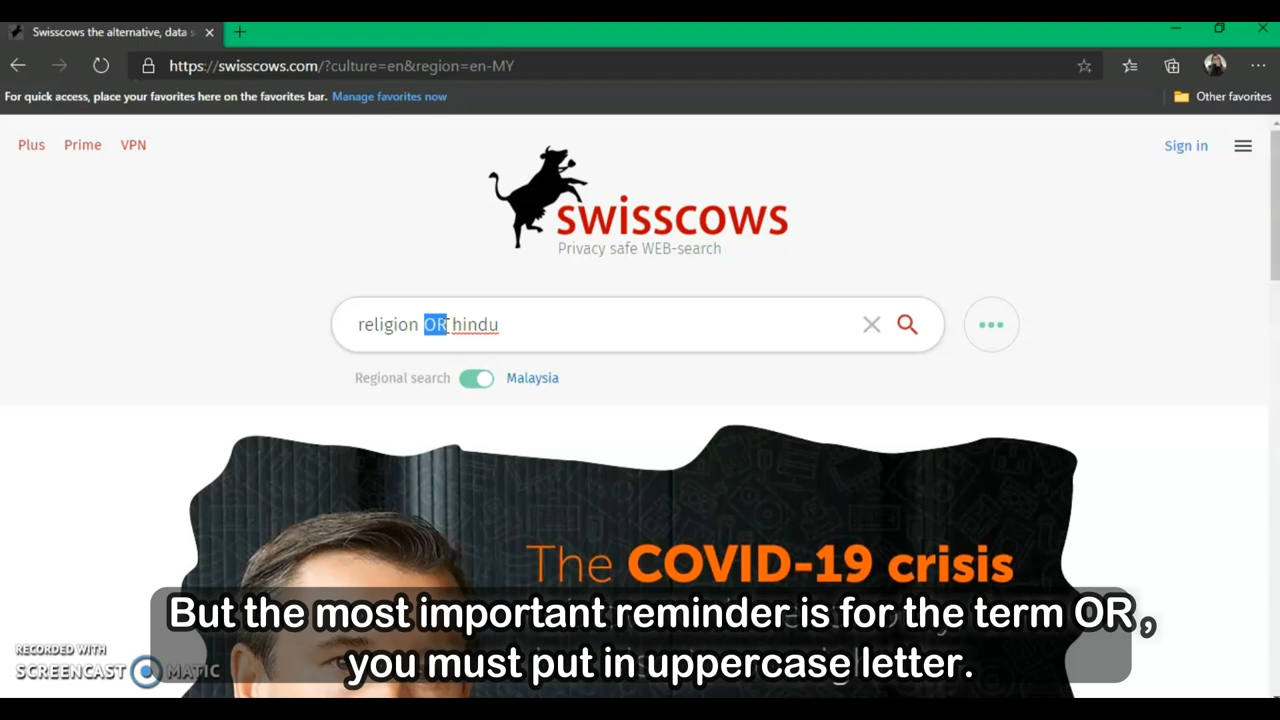 Swisscows the alternative, data s
https://swisscows.com/?culture=en&region=en-MY
For quick access, place your favorites here on the favorites bar. Manage favorites now
Other favorites
Plus Prime VPN
Sign in
swisscows
Privacy safe WEB-search
religion OR hindu
Regional search Malaysia
The COVID-19 crisis
But the most important reminder is for the term OR,
you must put in uppercase letter.
RECORDED WITH
SCREENCAST MATIC